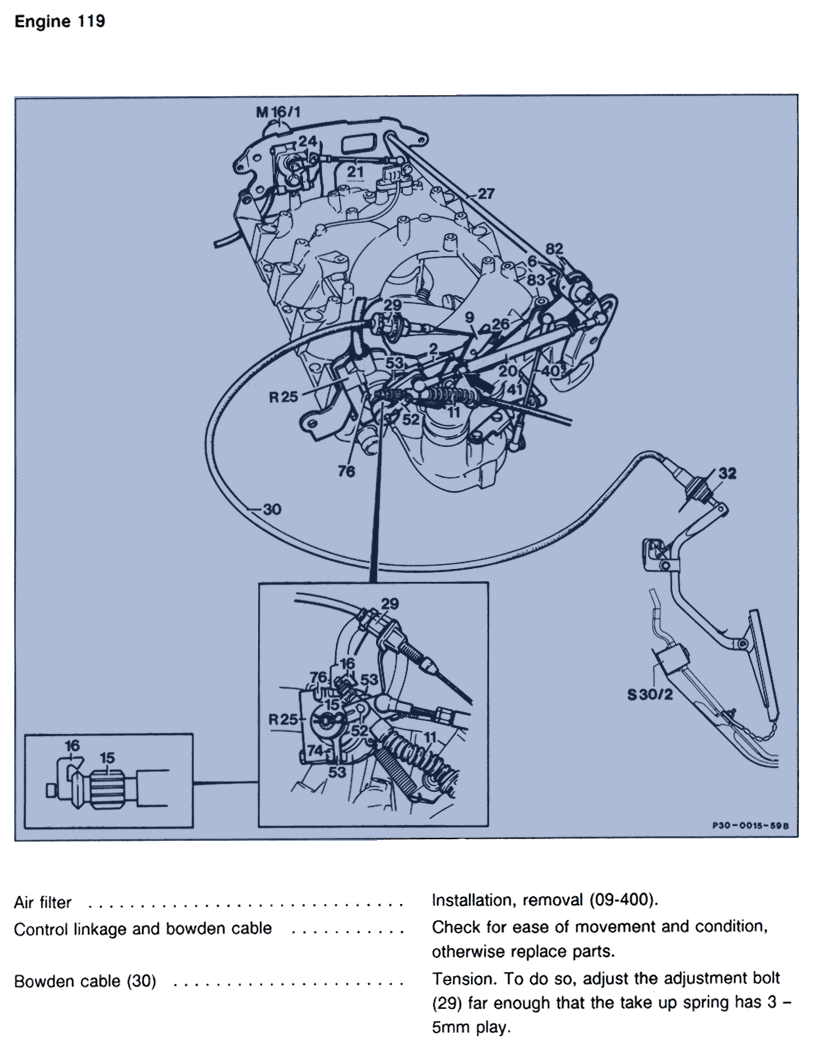 Engine 119
M 16/1
24
21
27
82
6
83
29
9
26
2
53
20
40
R 25
41
11
52
76
30
32
29
S 30/2
16
76
53
15
R 25
52
11
74
53
16
15
P30-0015-59B
Air filter .............................. Installation, removal (09-400).
Control linkage and bowden cable ........... Check for ease of movement and condition,
otherwise replace parts.
Bowden cable (30) ...................... Tension. To do so, adjust the adjustment bolt
(29) far enough that the take up spring has 3 –
5mm play.